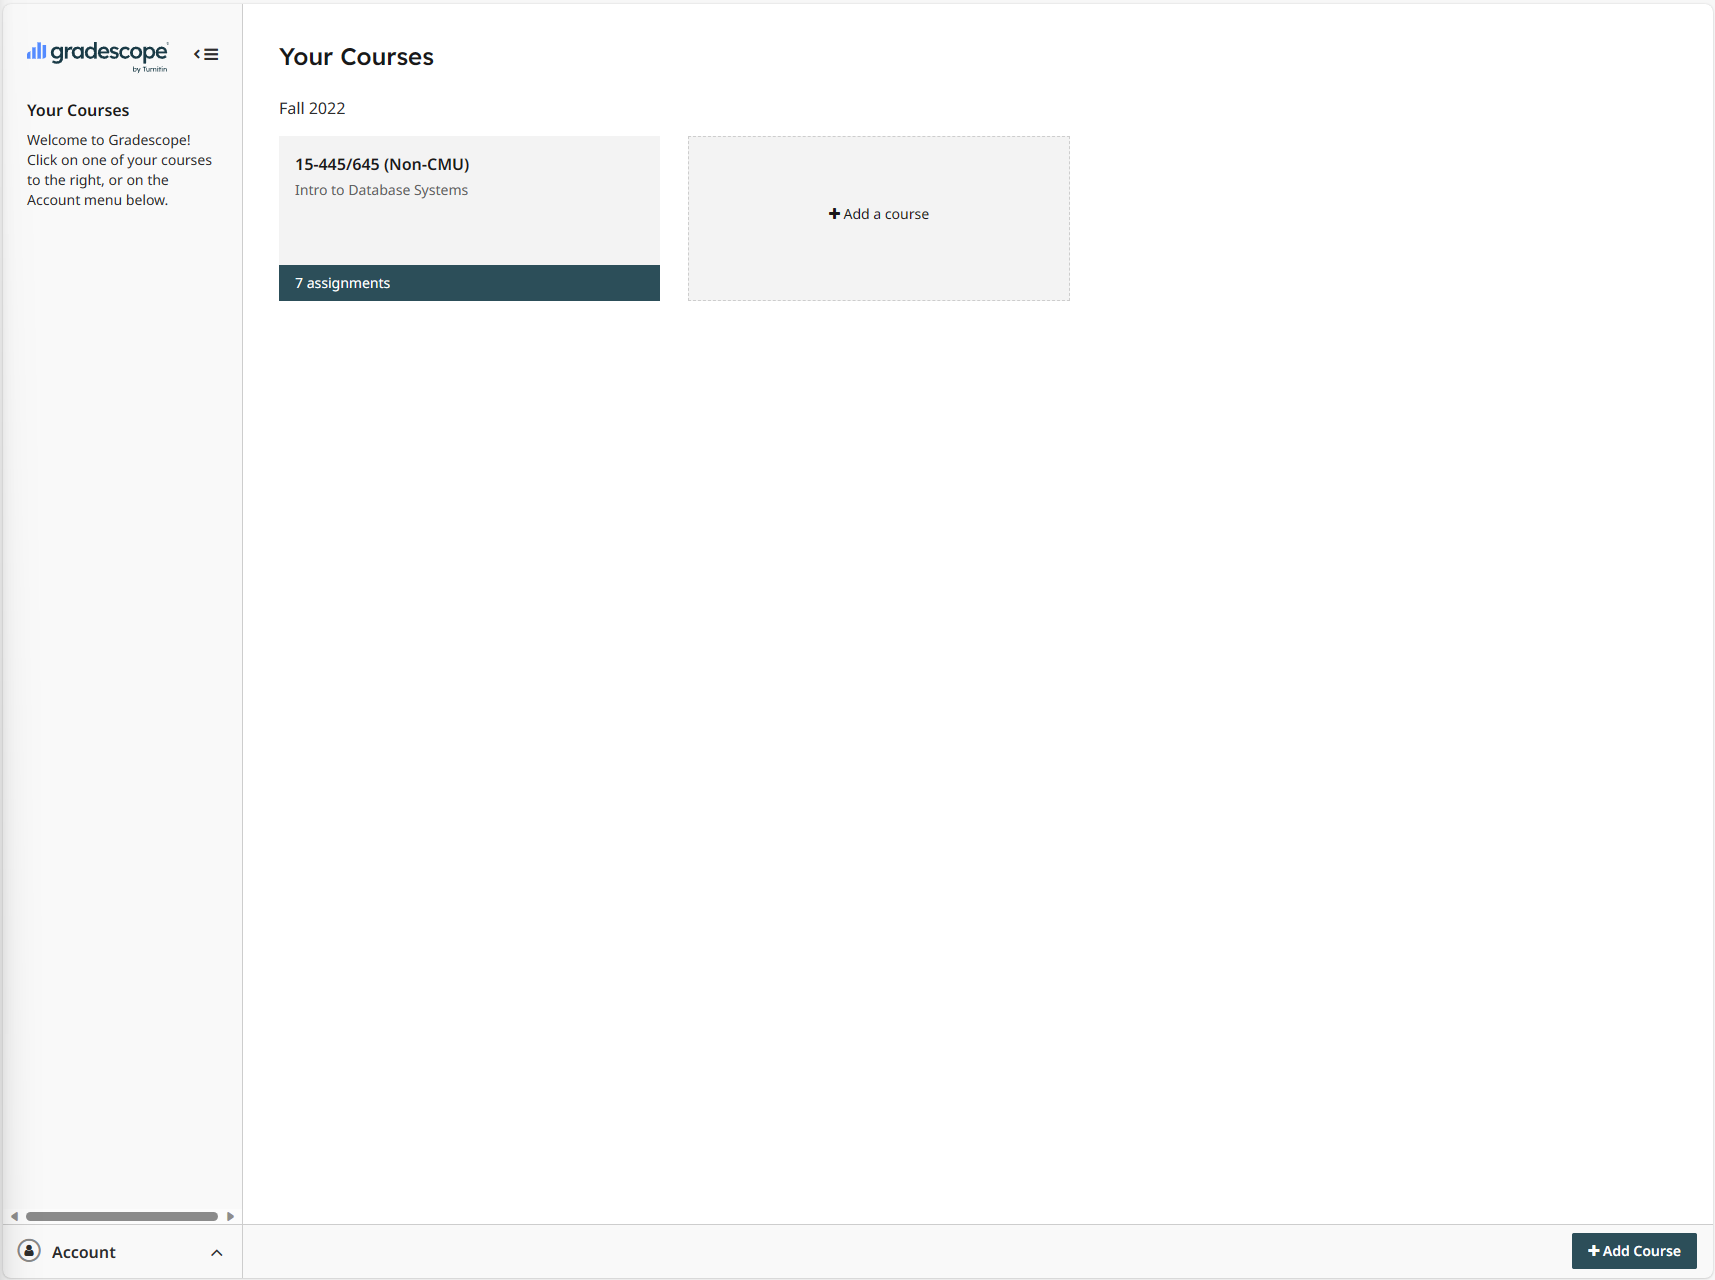 gradescope
by Turnitin
Your Courses
Welcome to Gradescope!
Click on one of your courses
to the right, or on the
Account menu below.
Your Courses
Fall 2022
15-445/645 (Non-CMU)
Intro to Database Systems
7 assignments
Add a course
Account
Add Course